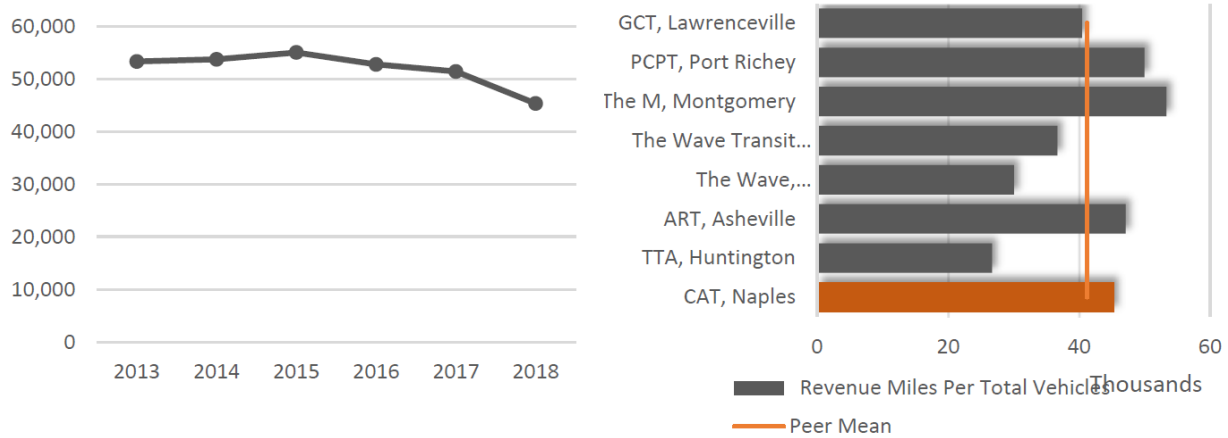 60,000
50,000
40,000
30,000
20,000
10,000
0
2013 2014 2015 2016 2017 2018
GCT, Lawrenceville
PCPT, Port Richey
The M, Montgomery
The Wave Transit...
The Wave,...
ART, Asheville
TTA, Huntington
CAT, Naples
0 20 40 60
Thousands
Revenue Miles Per Total Vehicles
Peer Mean